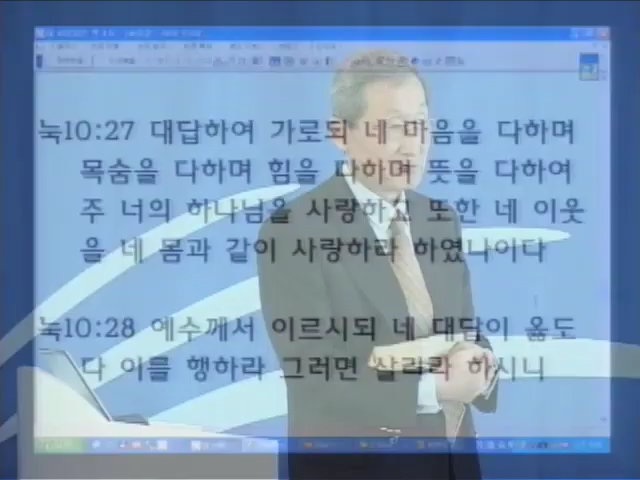 눅10:27 대답하여 가로되 네 마음을 다하며
목숨을 다하며 힘을 다하며 뜻을 다하여
주 너의 하나님을 사랑하고 또한 네 이웃
을 네 몸과 같이 사랑하라 하였나이다
눅10:28 예수께서 이르시되 네 대답이 옳도
다 이를 행하라 그러면 살리라 하시니